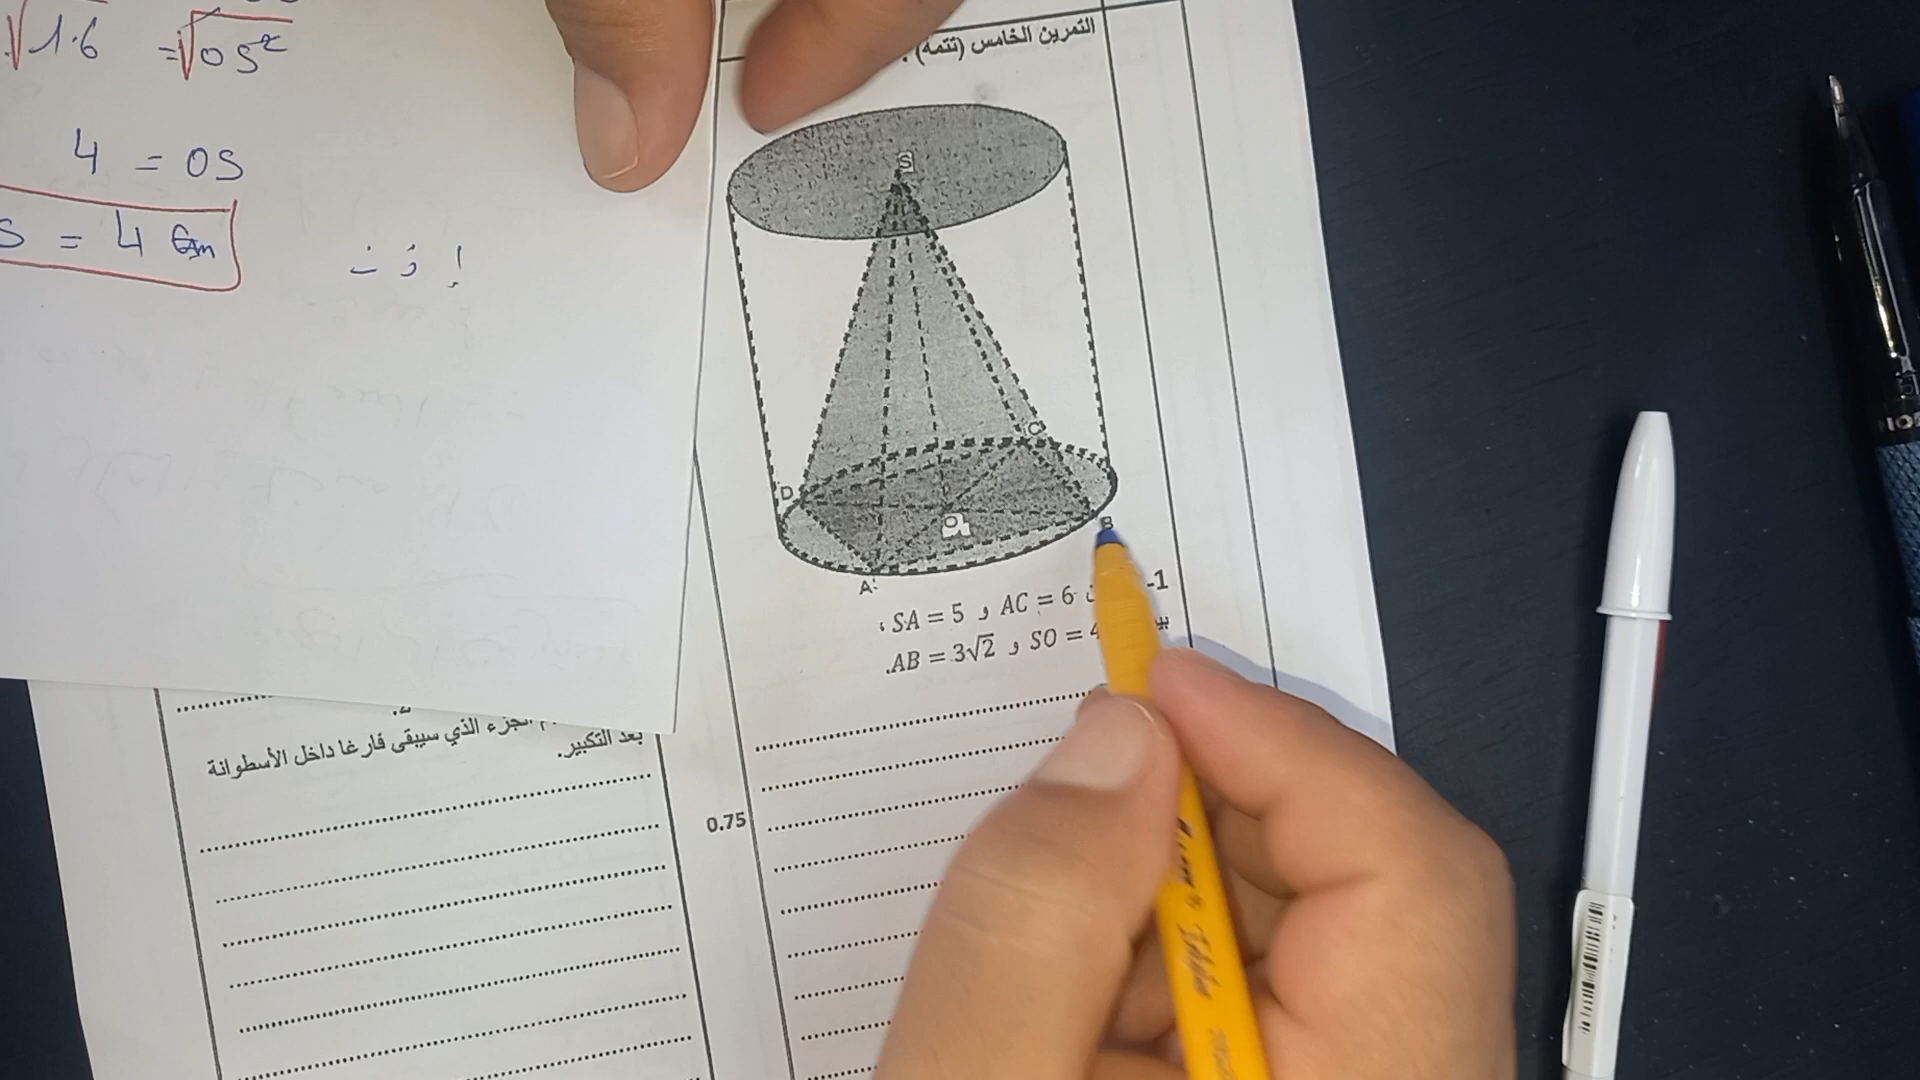 √16 = √OS²
4 = OS
S = 4 cm
إذن
التمرين الخامس (تتمة) :
S
D
C
O
B
A
-1
AC = 6 و SA = 5 ،
SO = 4 و AB = 3√2.
0.75
الجزء الذي سيبقى فارغا داخل الأسطوانة
بعد التكبير.